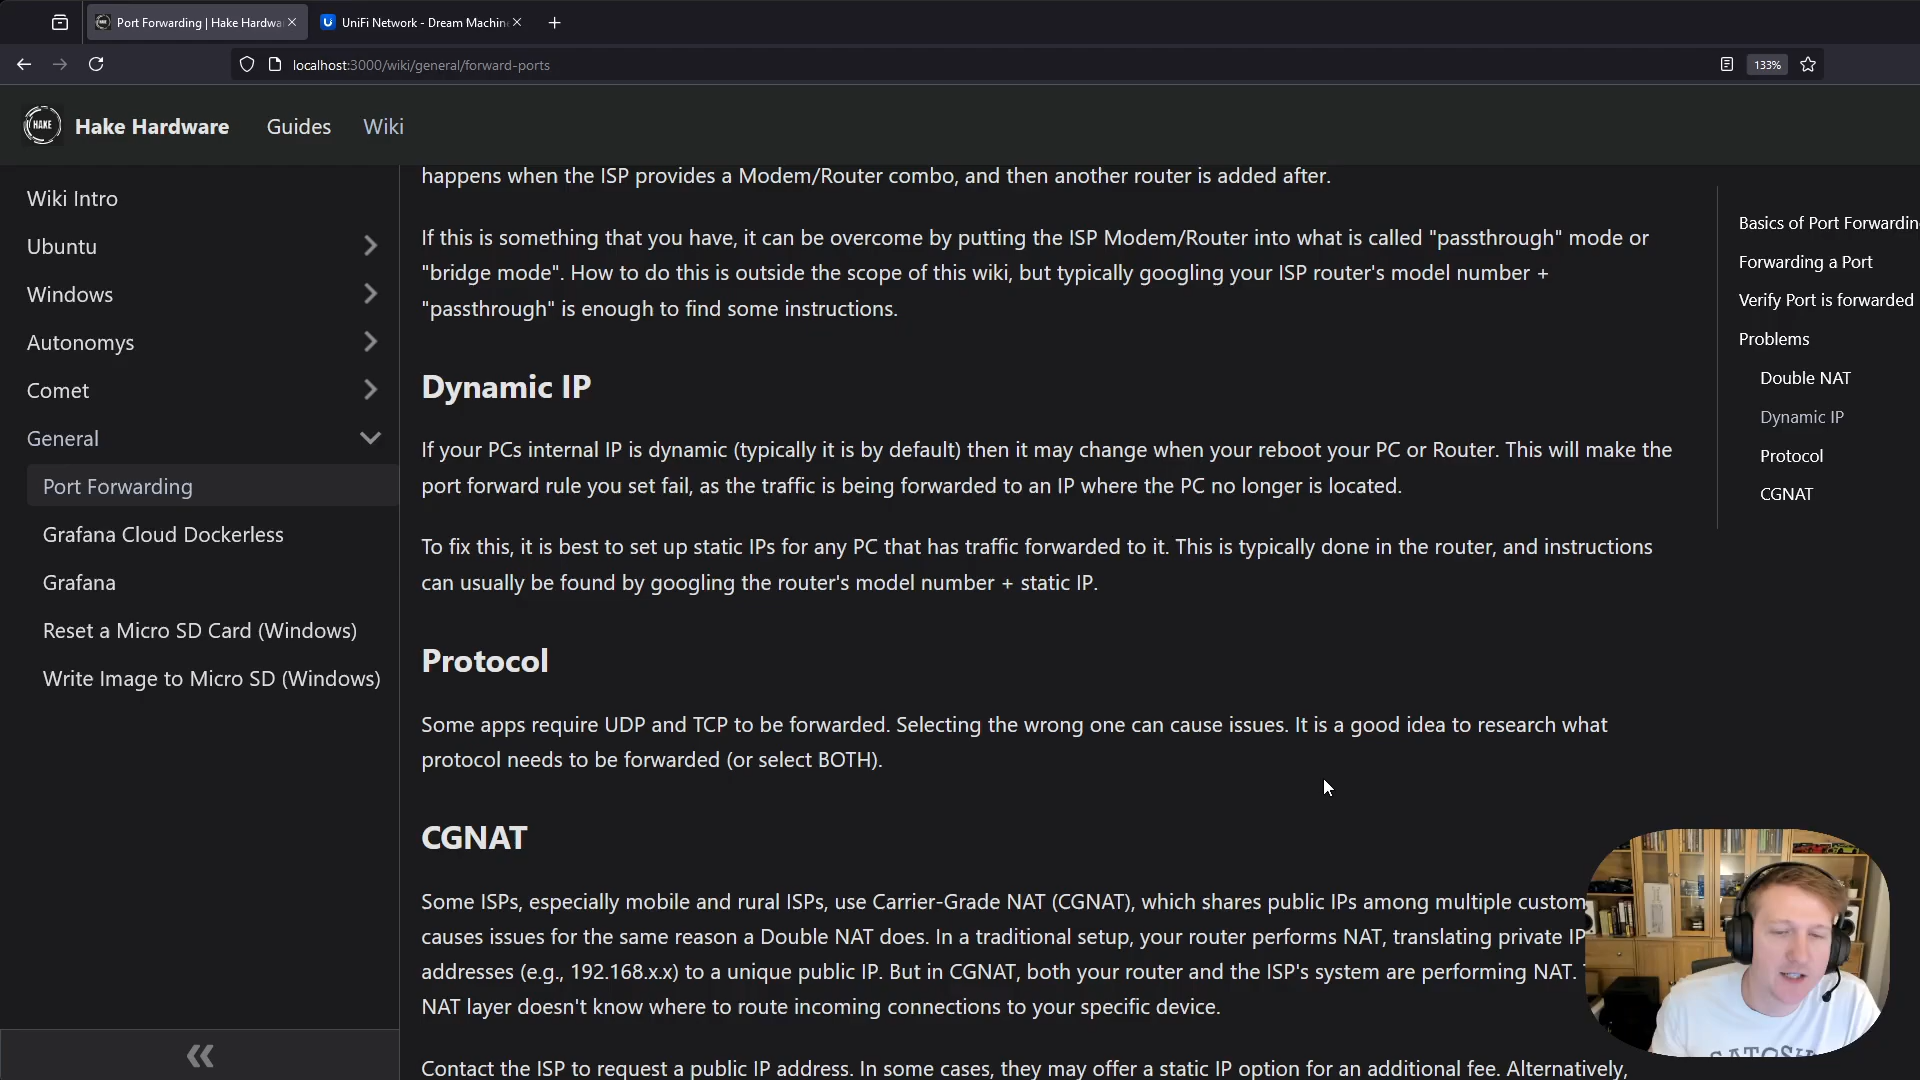 Port Forwarding | Hake Hardwa
UniFi Network - Dream Machin
localhost:3000/wiki/general/forward-ports
133%
HAKE
Hake Hardware
Guides
Wiki
Wiki Intro
Ubuntu
Windows
Autonomys
Comet
General
Port Forwarding
Grafana Cloud Dockerless
Grafana
Reset a Micro SD Card (Windows)
Write Image to Micro SD (Windows)
happens when the ISP provides a Modem/Router combo, and then another router is added after.
If this is something that you have, it can be overcome by putting the ISP Modem/Router into what is called "passthrough" mode or
"bridge mode". How to do this is outside the scope of this wiki, but typically googling your ISP router's model number +
"passthrough" is enough to find some instructions.
Dynamic IP
If your PCs internal IP is dynamic (typically it is by default) then it may change when your reboot your PC or Router. This will make the
port forward rule you set fail, as the traffic is being forwarded to an IP where the PC no longer is located.
To fix this, it is best to set up static IPs for any PC that has traffic forwarded to it. This is typically done in the router, and instructions
can usually be found by googling the router's model number + static IP.
Protocol
Some apps require UDP and TCP to be forwarded. Selecting the wrong one can cause issues. It is a good idea to research what
protocol needs to be forwarded (or select BOTH).
CGNAT
Some ISPs, especially mobile and rural ISPs, use Carrier-Grade NAT (CGNAT), which shares public IPs among multiple custom
causes issues for the same reason a Double NAT does. In a traditional setup, your router performs NAT, translating private IP
addresses (e.g., 192.168.x.x) to a unique public IP. But in CGNAT, both your router and the ISP's system are performing NAT.
NAT layer doesn't know where to route incoming connections to your specific device.
Contact the ISP to request a public IP address. In some cases, they may offer a static IP option for an additional fee. Alternatively,
Basics of Port Forwardin
Forwarding a Port
Verify Port is forwarded
Problems
Double NAT
Dynamic IP
Protocol
CGNAT